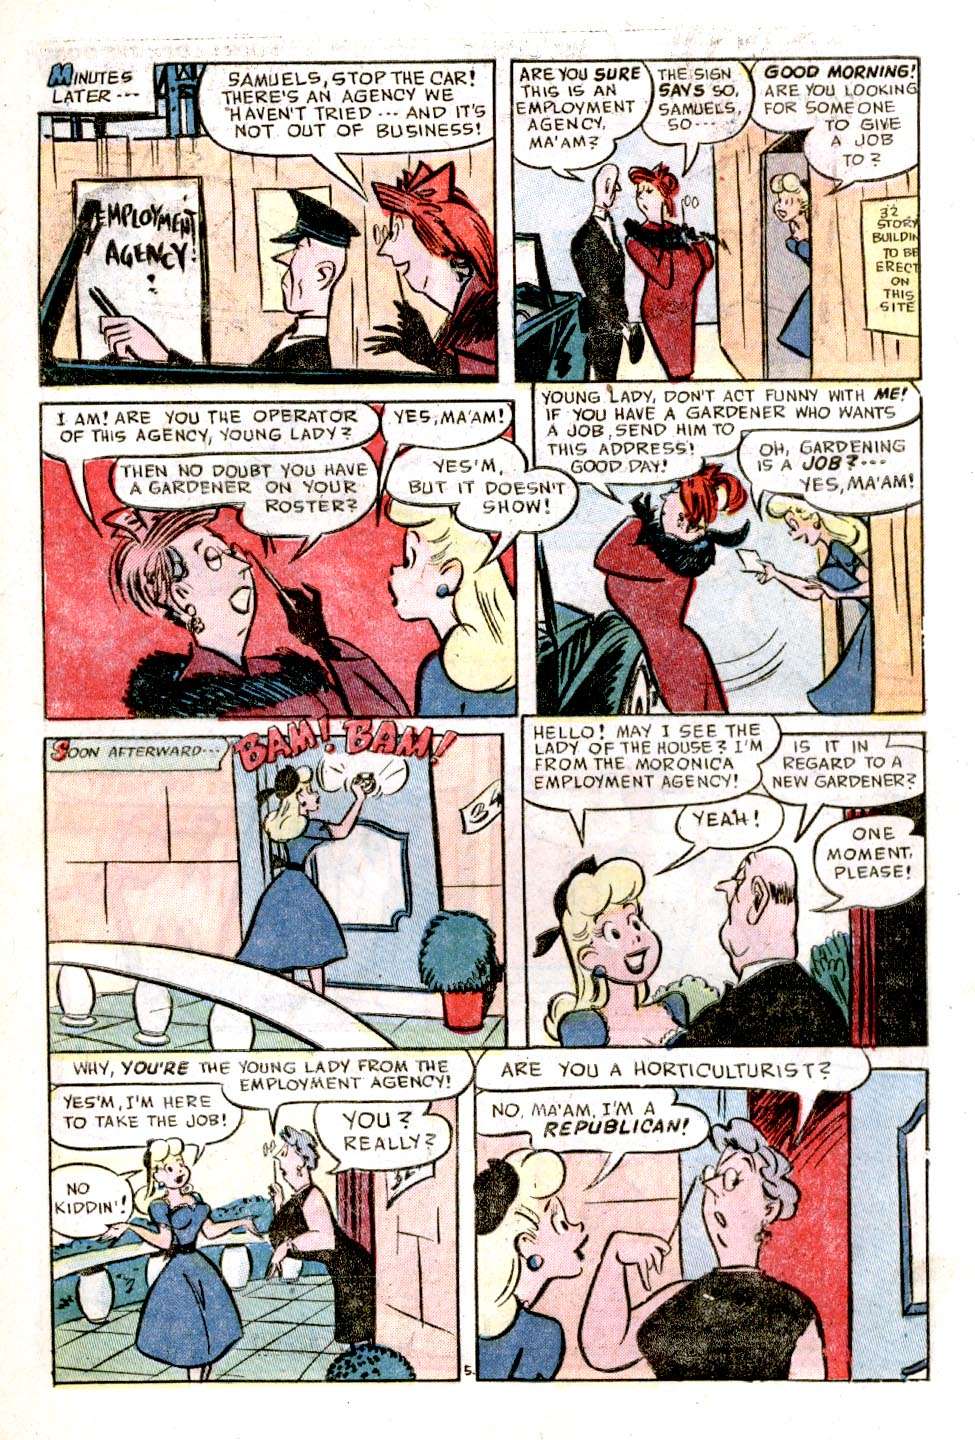 MINUTES
LATER ---
SAMUELS, STOP THE CAR!
THERE'S AN AGENCY WE
HAVEN'T TRIED --- AND IT'S
NOT OUT OF BUSINESS!
EMPLOYMENT
AGENCY!
ARE YOU SURE
THIS IS AN
EMPLOYMENT
AGENCY,
MA'AM?
THE SIGN
SAYS SO,
SAMUELS,
SO---
GOOD MORNING!
ARE YOU LOOKING
FOR SOMEONE
TO GIVE
A JOB
TO?
32
STORY
BUILDIN
TO BE
ERECT
ON
THIS
SITE
I AM! ARE YOU THE OPERATOR
OF THIS AGENCY, YOUNG LADY?
YES, MA'AM!
THEN NO DOUBT YOU HAVE
A GARDENER ON YOUR
ROSTER?
YES'M,
BUT IT DOESN'T
SHOW!
YOUNG LADY, DON'T ACT FUNNY WITH ME!
IF YOU HAVE A GARDENER WHO WANTS
A JOB, SEND HIM TO
THIS ADDRESS!
GOOD DAY!
OH, GARDENING
IS A JOB?---
YES, MA'AM!
SOON AFTERWARD---
BAM! BAM!
HELLO! MAY I SEE THE
LADY OF THE HOUSE? I'M
FROM THE MORONICA
EMPLOYMENT AGENCY!
IS IT IN
REGARD TO A
NEW GARDENER?
YEAH!
ONE
MOMENT,
PLEASE!
WHY, YOU'RE THE YOUNG LADY FROM THE
EMPLOYMENT AGENCY!
YES'M, I'M HERE
TO TAKE THE JOB!
YOU?
REALLY?
NO
KIDDIN'!
ARE YOU A HORTICULTURIST?
NO, MA'AM, I'M A
REPUBLICAN!
5